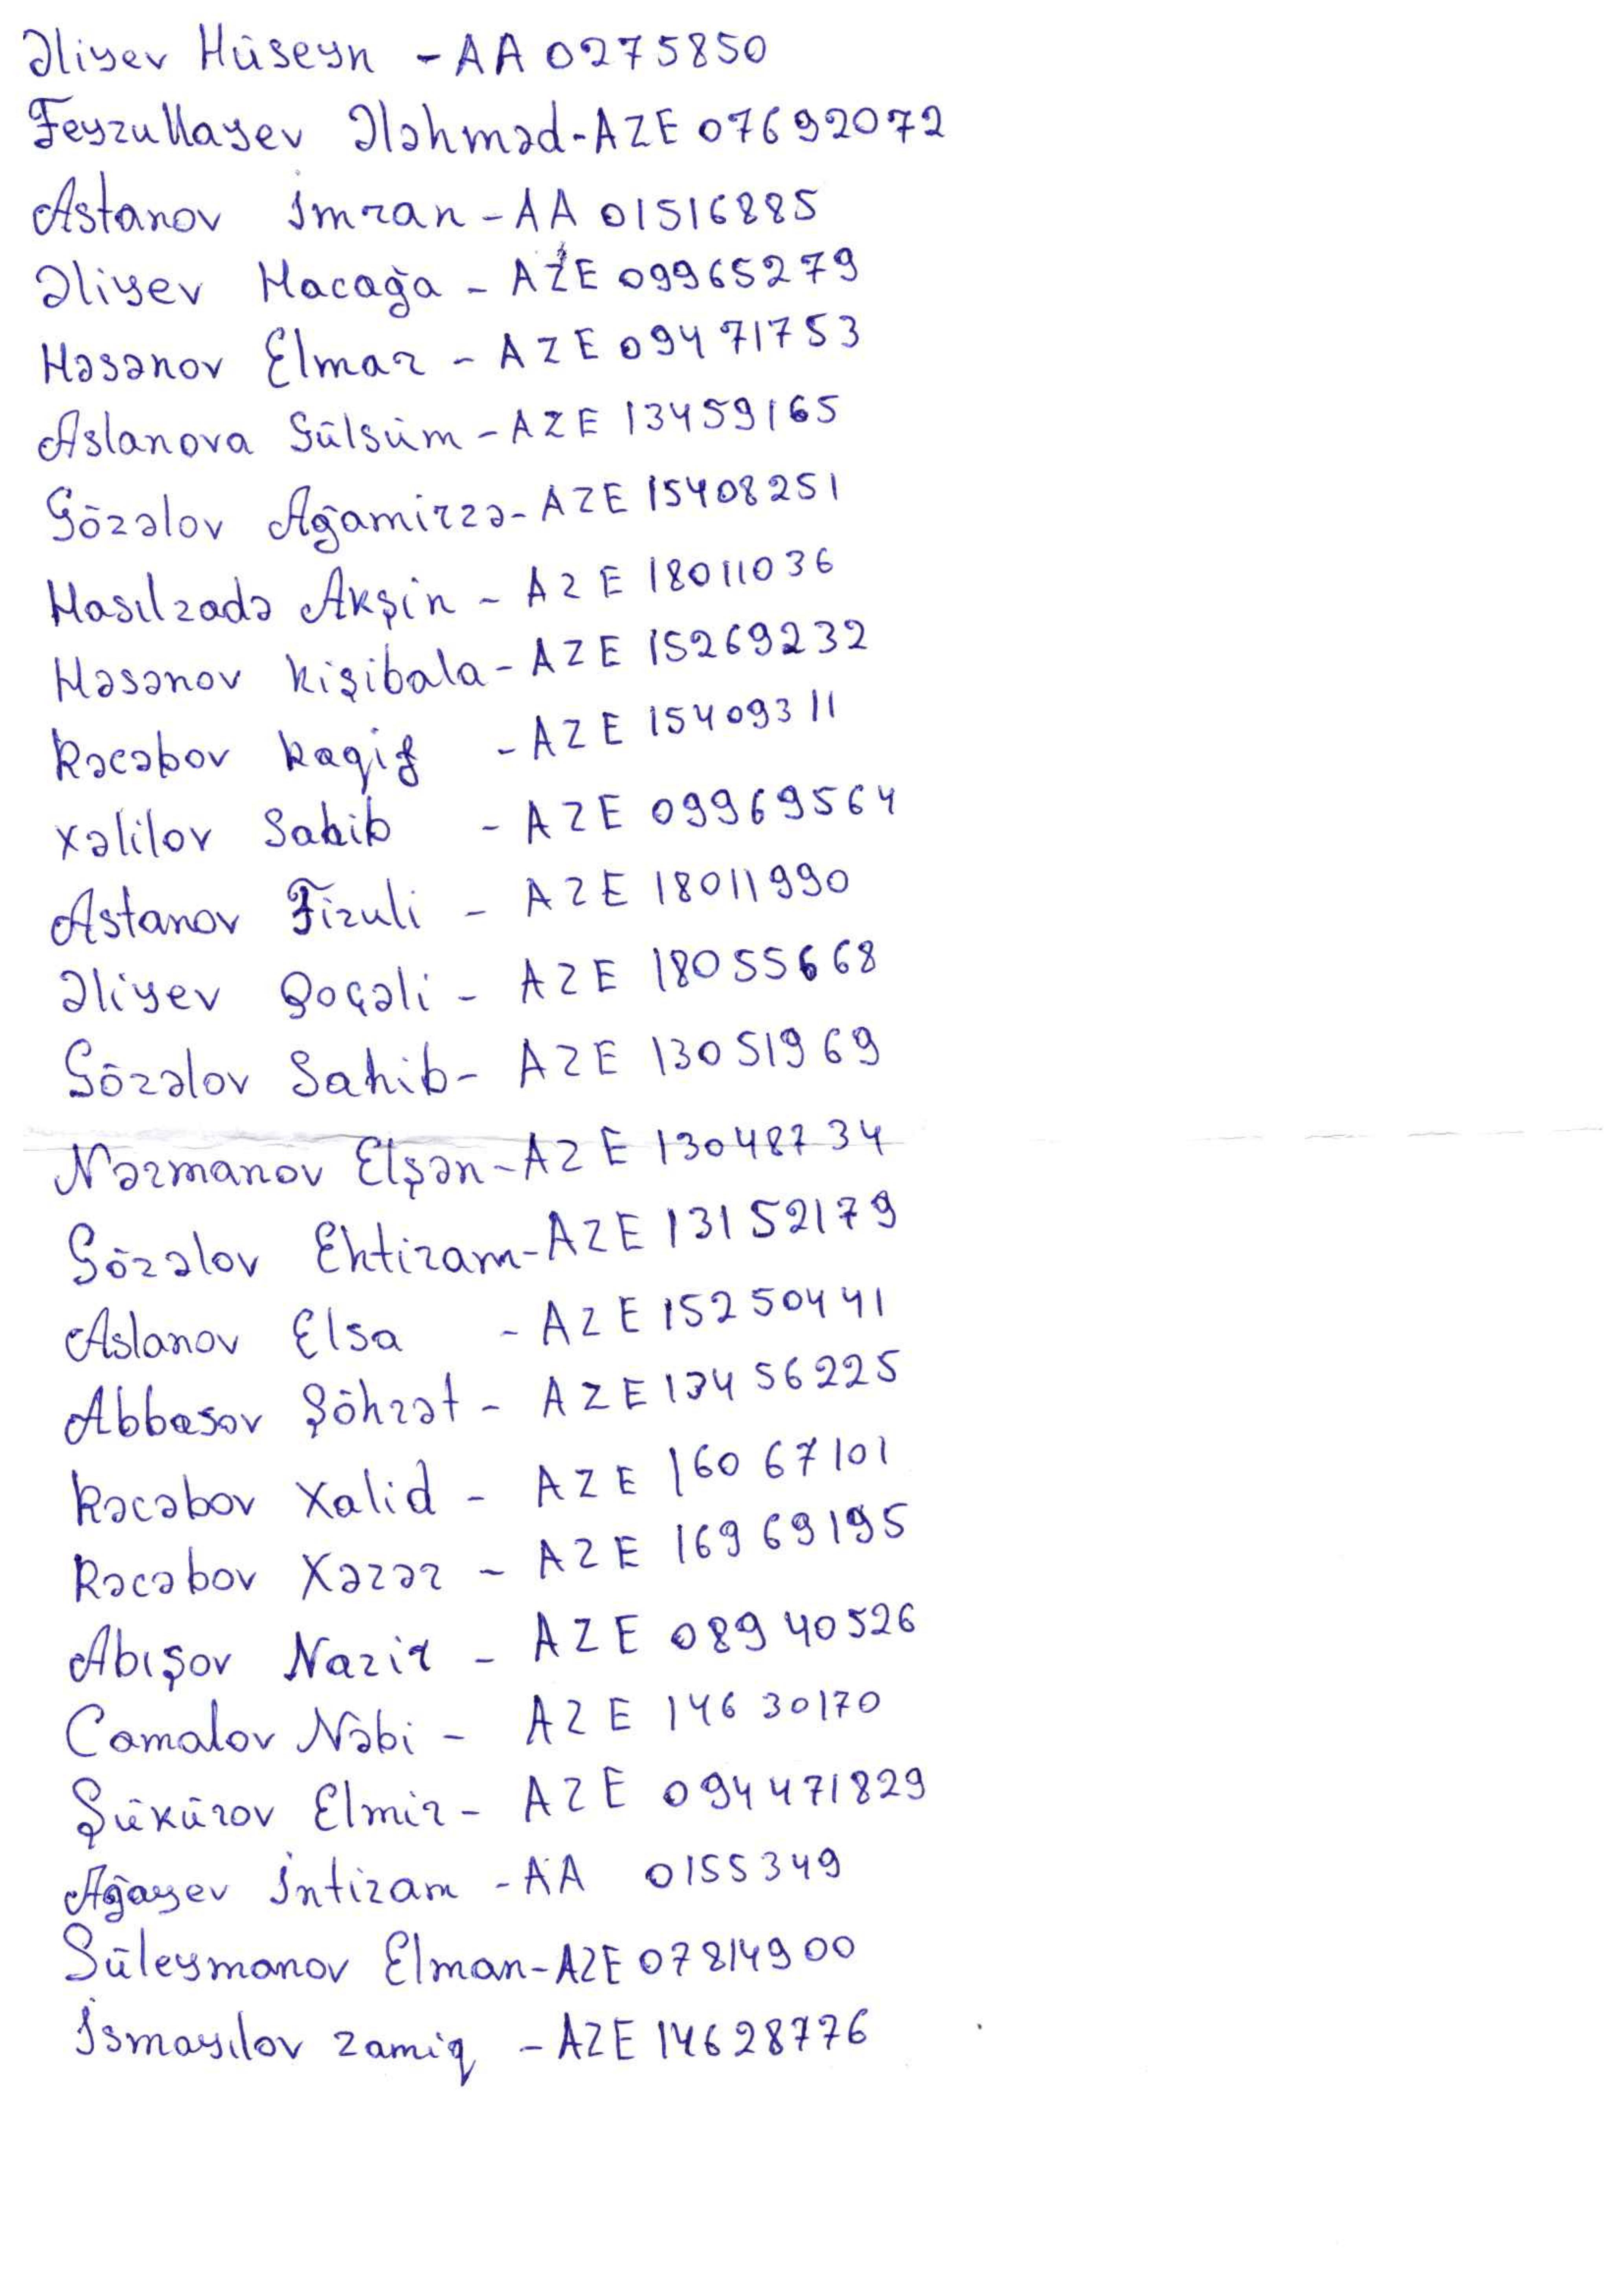 Əliyev Hüseyn - AA 0275850
Feyzullayev Ələhməd - AZE 07692072
Astanov İmran - AA 01516885
Əliyev Hacağa - AZE 09965279
Həsənov Elmar - AZE 09471753
Aslanova Gülsüm - AZE 13459165
Gözəlov Ağamirzə - AZE 15408251
Hasılzadə Akşin - AZE 18011036
Həsənov Kişibala - AZE 15269232
Rəcəbov Raqif - AZE 15409311
Xəlilov Sahib - AZE 09969564
Astanov Fizuli - AZE 18011990
Əliyev Qoçəli - AZE 18055668
Gözəlov Sahib - AZE 13051969
Nərmanov Elşən - AZE 13048734
Gözəlov Ehtiram - AZE 13152179
Aslanov Elsa - AZE 15250441
Abbasov Şöhrət - AZE 13456225
Rəcəbov Xalid - AZE 16067101
Rəcəbov Xəzər - AZE 16969195
Abışov Nazir - AZE 08940526
Camalov Nəbi - AZE 14630170
Şükürov Elmir - AZE 094471829
Ağayev İntizam - AA 0155349
Süleymanov Elman - AZE 07814900
İsmayılov Zamiq - AZE 14628776